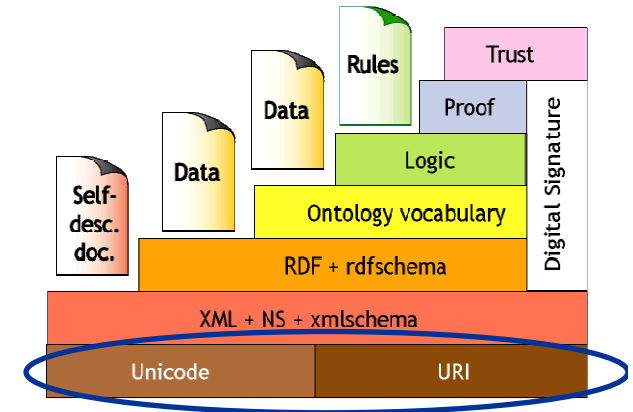 Trust
Rules
Proof
Data
Logic
Data
Ontology vocabulary
Digital Signature
Self-
desc.
doc.
RDF + rdfschema
XML + NS + xmlschema
Unicode
URI